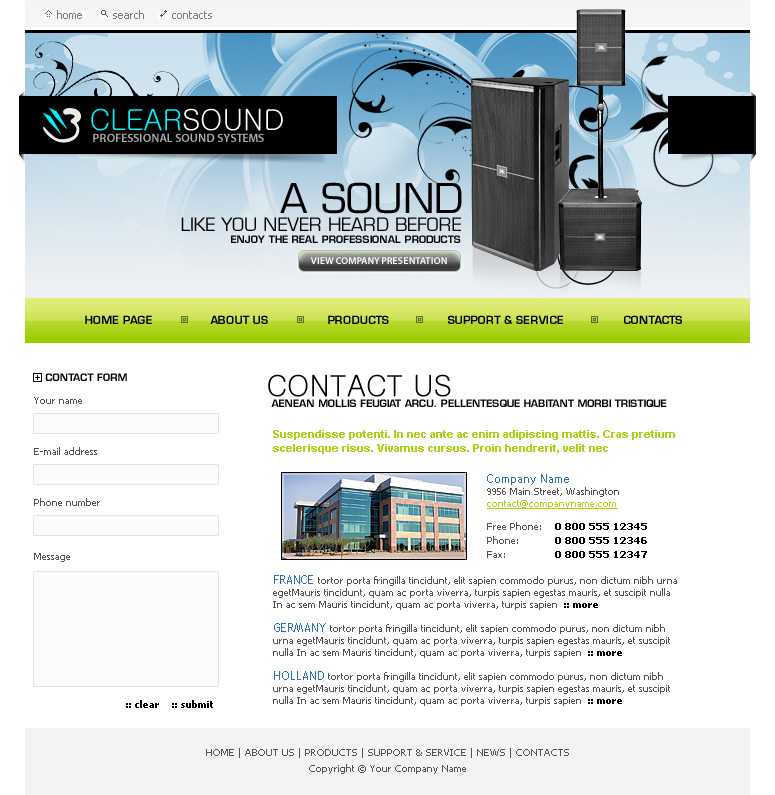 home search contacts
CLEARSOUND
PROFESSIONAL SOUND SYSTEMS
A SOUND
LIKE YOU NEVER HEARD BEFORE
ENJOY THE REAL PROFESSIONAL PRODUCTS
VIEW COMPANY PRESENTATION
HOME PAGE ABOUT US PRODUCTS SUPPORT & SERVICE CONTACTS
CONTACT FORM
Your name
E-mail address
Phone number
Message
:: clear :: submit
CONTACT US
AENEAN MOLLIS FEUGIAT ARCU. PELLENTESQUE HABITANT MORBI TRISTIQUE
Suspendisse potenti. In nec ante ac enim adipiscing mattis. Cras pretium
scelerisque risus. Vivamus cursus. Proin hendrerit, velit nec
Company Name
9956 Main Street, Washington
contact@companyname.com
Free Phone: 0 800 555 12345
Phone: 0 800 555 12346
Fax: 0 800 555 12347
FRANCE tortor porta fringilla tincidunt, elit sapien commodo purus, non dictum nibh urna
egetMauris tincidunt, quam ac porta viverra, turpis sapien egestas mauris, et suscipit nulla
In ac sem Mauris tincidunt, quam ac porta viverra, turpis sapien :: more
GERMANY tortor porta fringilla tincidunt, elit sapien commodo purus, non dictum nibh
urna egetMauris tincidunt, quam ac porta viverra, turpis sapien egestas mauris, et suscipit
nulla In ac sem Mauris tincidunt, quam ac porta viverra, turpis sapien :: more
HOLLAND tortor porta fringilla tincidunt, elit sapien commodo purus, non dictum nibh
urna egetMauris tincidunt, quam ac porta viverra, turpis sapien egestas mauris, et suscipit
nulla In ac sem Mauris tincidunt, quam ac porta viverra, turpis sapien :: more
HOME | ABOUT US | PRODUCTS | SUPPORT & SERVICE | NEWS | CONTACTS
Copyright © Your Company Name